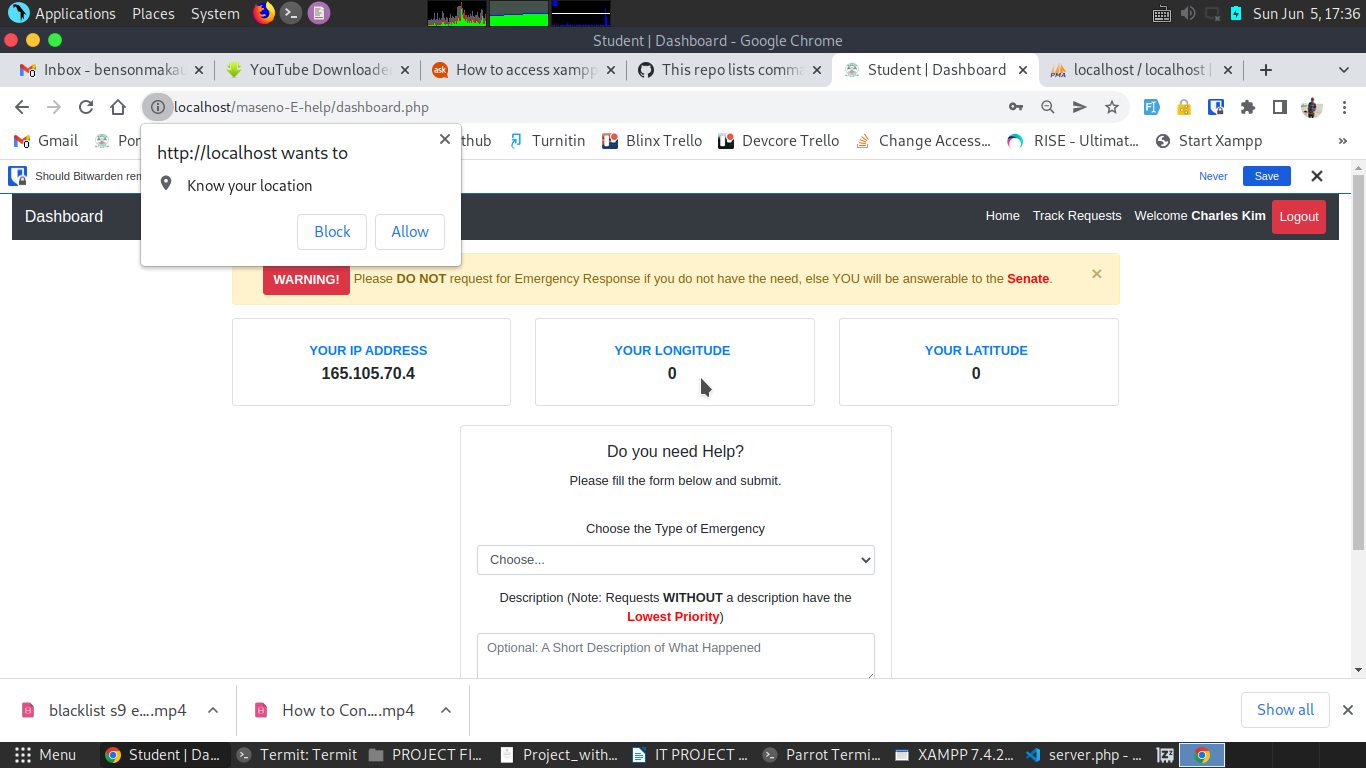 Applications Places System Sun Jun 5, 17:36
Student | Dashboard - Google Chrome
Inbox - bensonmakau YouTube Downloader How to access xampp This repo lists comma Student | Dashboard localhost / localhost |
localhost/maseno-E-help/dashboard.php
Gmail Por thub Turnitin Blinx Trello Devcore Trello Change Access... RISE - Ultimat... Start Xampp »
http://localhost wants to
Know your location
Block Allow
Should Bitwarden ren Never Save
Dashboard Home Track Requests Welcome Charles Kim Logout
WARNING! Please DO NOT request for Emergency Response if you do not have the need, else YOU will be answerable to the Senate. ×
YOUR IP ADDRESS YOUR LONGITUDE YOUR LATITUDE
165.105.70.4 0 0
Do you need Help?
Please fill the form below and submit.
Choose the Type of Emergency
Choose...
Description (Note: Requests WITHOUT a description have the
Lowest Priority)
Optional: A Short Description of What Happened
blacklist s9 e....mp4 How to Con....mp4 Show all
Menu Student | Da... Termit: Termit PROJECT FI... Project_with... IT PROJECT ... Parrot Termi... XAMPP 7.4.2... server.php - ...